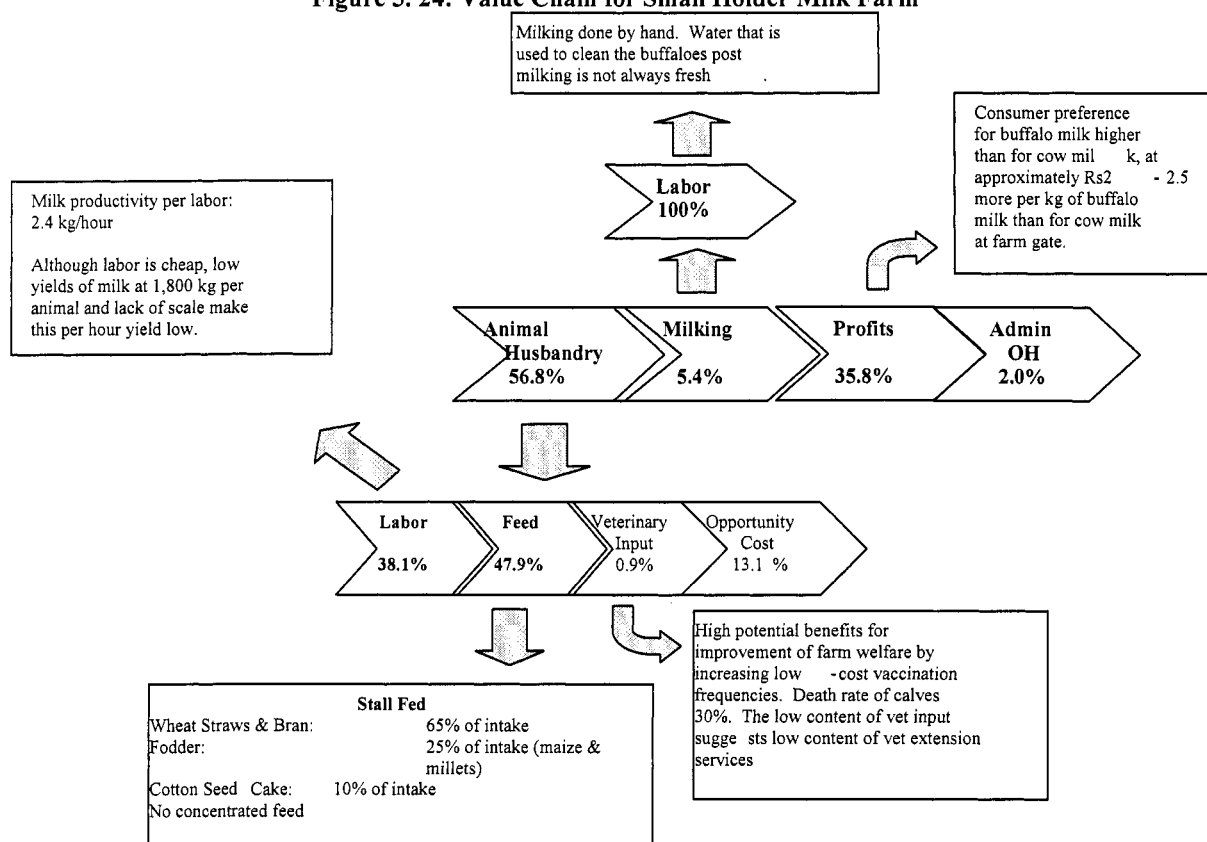 Figure 3. 24: Value Chain for Small Holder Milk Farm
Milking done by hand. Water that is
used to clean the buffaloes post
milking is not always fresh .
Consumer preference
for buffalo milk higher
than for cow mil k, at
approximately Rs2 - 2.5
more per kg of buffalo
milk than for cow milk
at farm gate.
Labor
100%
Milk productivity per labor:
2.4 kg/hour
Although labor is cheap, low
yields of milk at 1,800 kg per
animal and lack of scale make
this per hour yield low.
Animal
Husbandry
56.8%
Milking
5.4%
Profits
35.8%
Admin
OH
2.0%
Labor
38.1%
Feed
47.9%
Veterinary
Input
0.9%
Opportunity
Cost
13.1 %
High potential benefits for
improvement of farm welfare by
increasing low -cost vaccination
frequencies. Death rate of calves
30%. The low content of vet input
sugge sts low content of vet extension
services
Stall Fed
Wheat Straws & Bran: 65% of intake
Fodder: 25% of intake (maize &
millets)
Cotton Seed Cake: 10% of intake
No concentrated feed